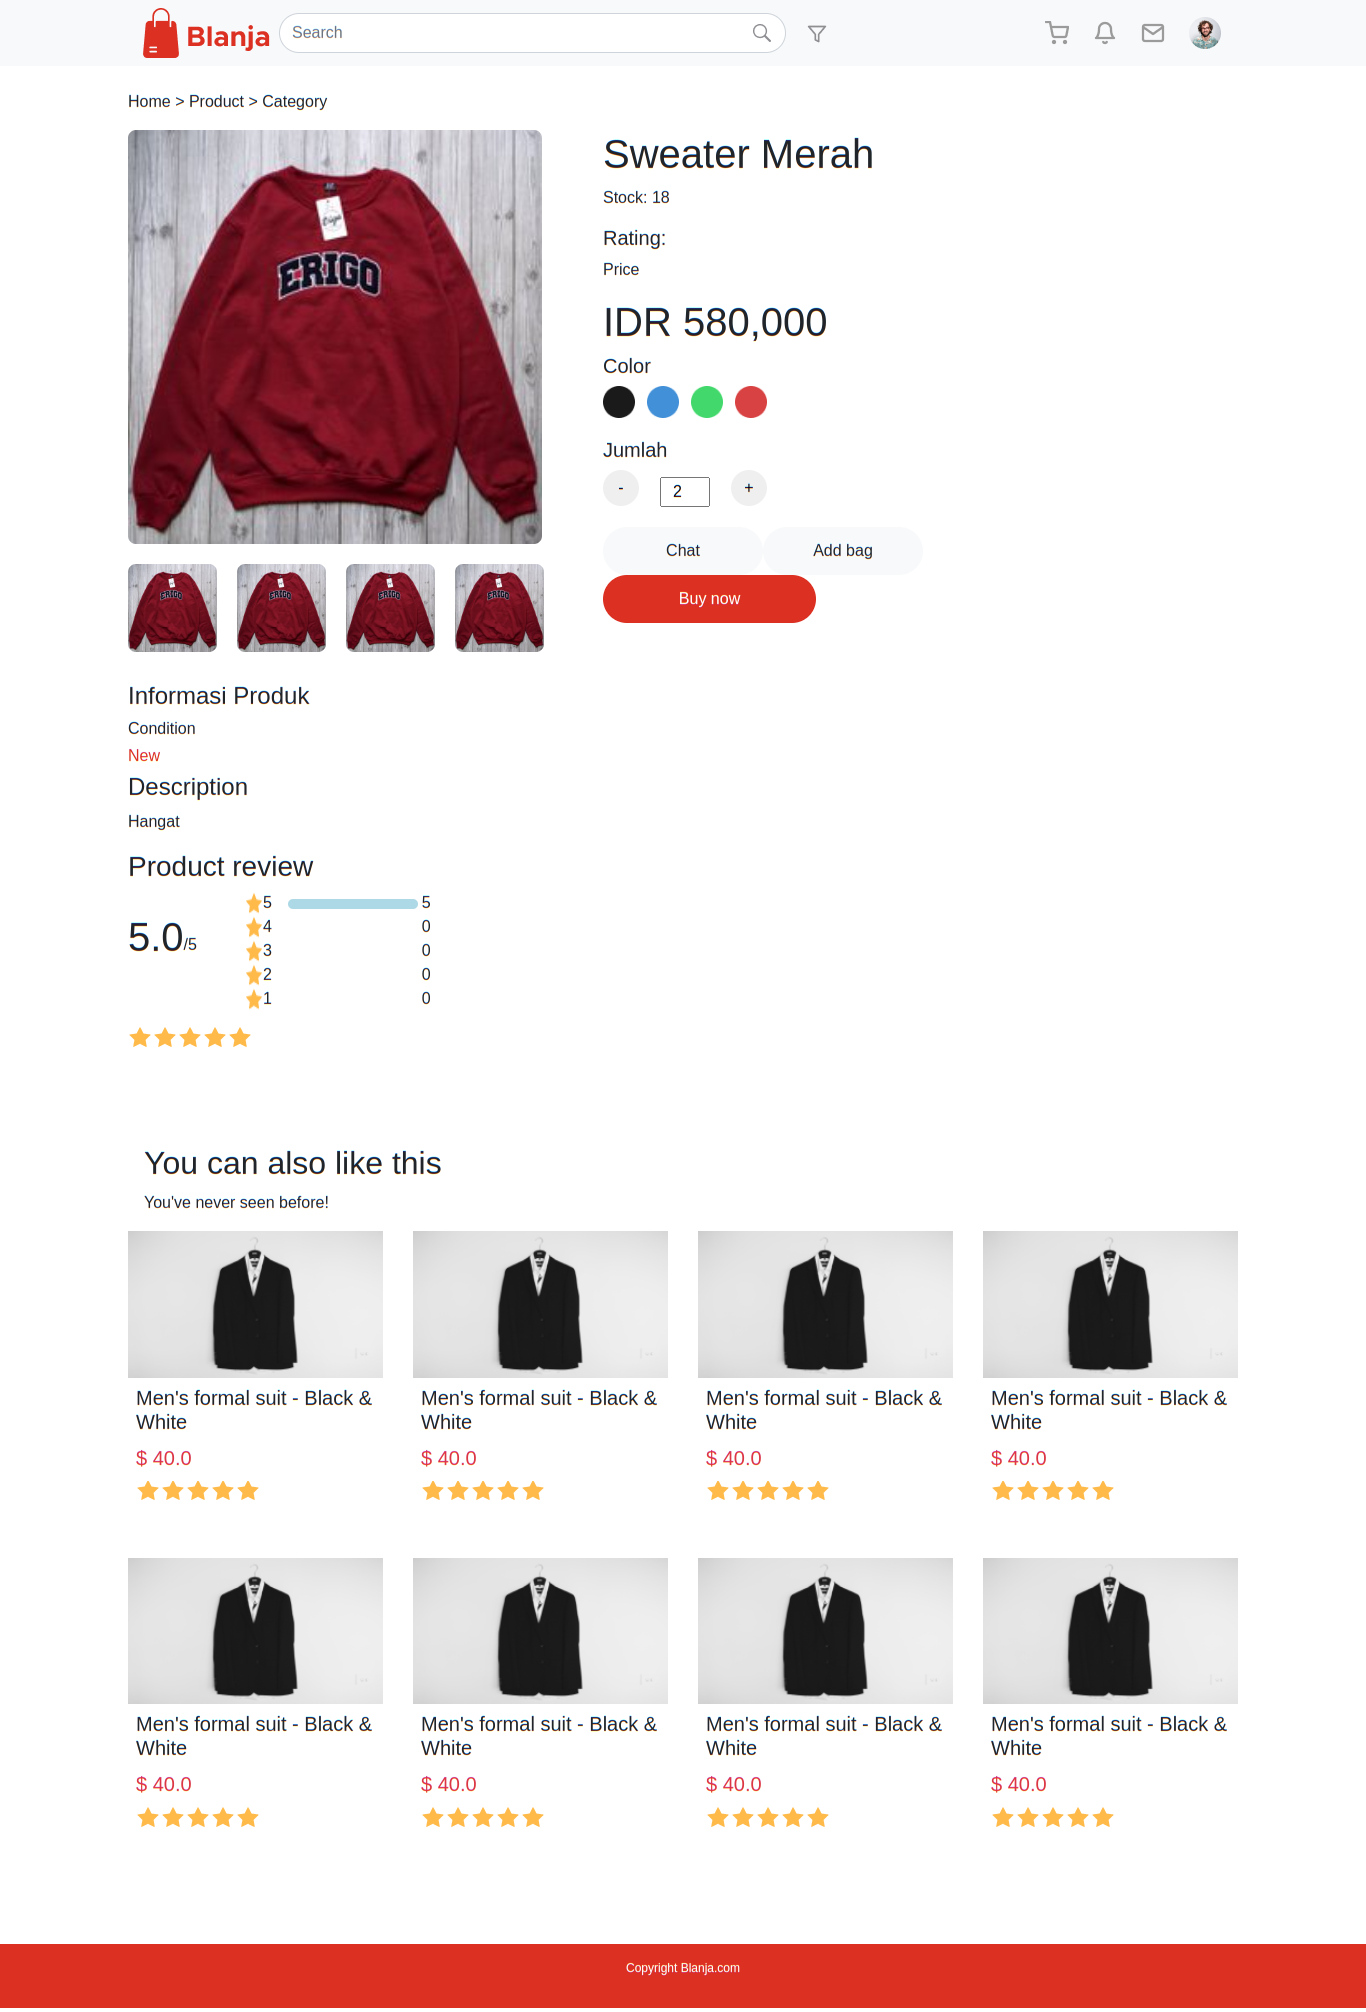 Blanja
Search
Home > Product > Category
ERIGO
Erigo
ERIGO
ERIGO
ERIGO
ERIGO
Sweater Merah
Stock: 18
Rating:
Price
IDR 580,000
Color
Jumlah
- 2 +
Chat Add bag
Buy now
Informasi Produk
Condition
New
Description
Hangat
Product review
5.0/5
5 5
4 0
3 0
2 0
1 0
You can also like this
You've never seen before!
Men's formal suit - Black &
White
$ 40.0
Men's formal suit - Black &
White
$ 40.0
Men's formal suit - Black &
White
$ 40.0
Men's formal suit - Black &
White
$ 40.0
Men's formal suit - Black &
White
$ 40.0
Men's formal suit - Black &
White
$ 40.0
Men's formal suit - Black &
White
$ 40.0
Men's formal suit - Black &
White
$ 40.0
Copyright Blanja.com